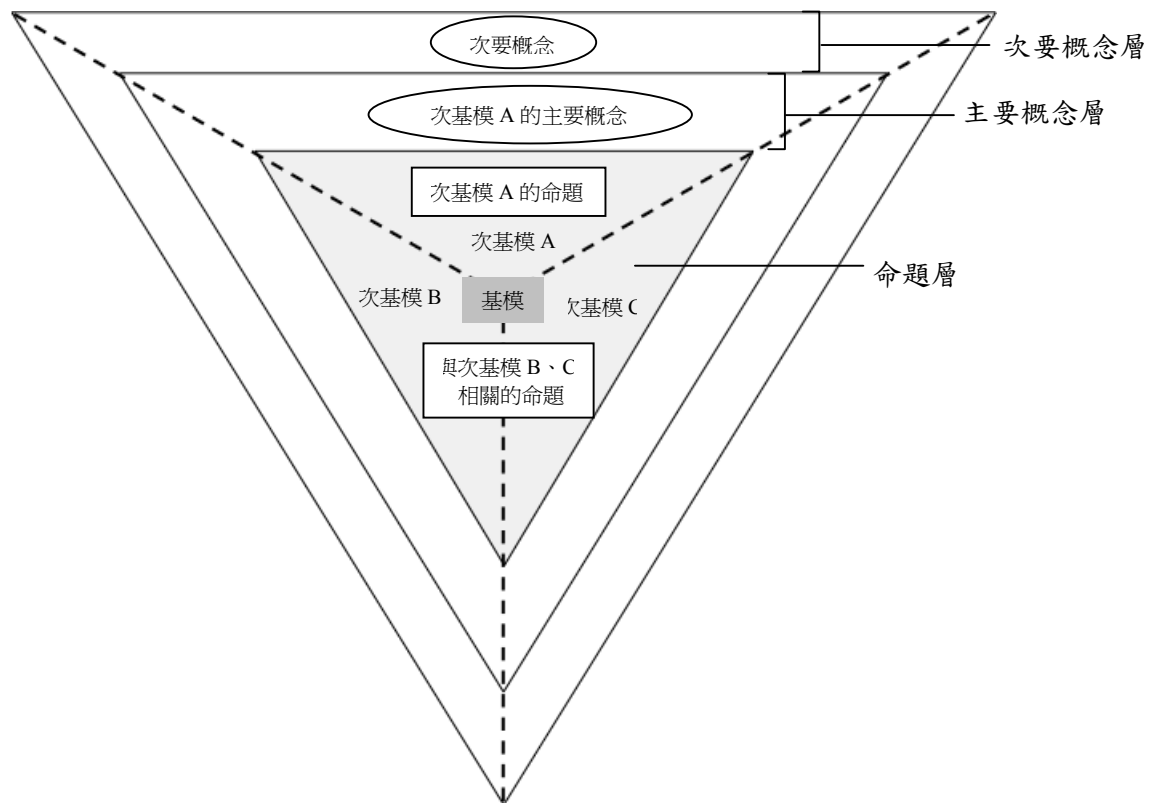 次要概念
次要概念層
次基模 A 的主要概念
主要概念層
次基模 A 的命題
次基模 A
命題層
次基模 B
基模
次基模 C
與次基模 B、C
相關的命題